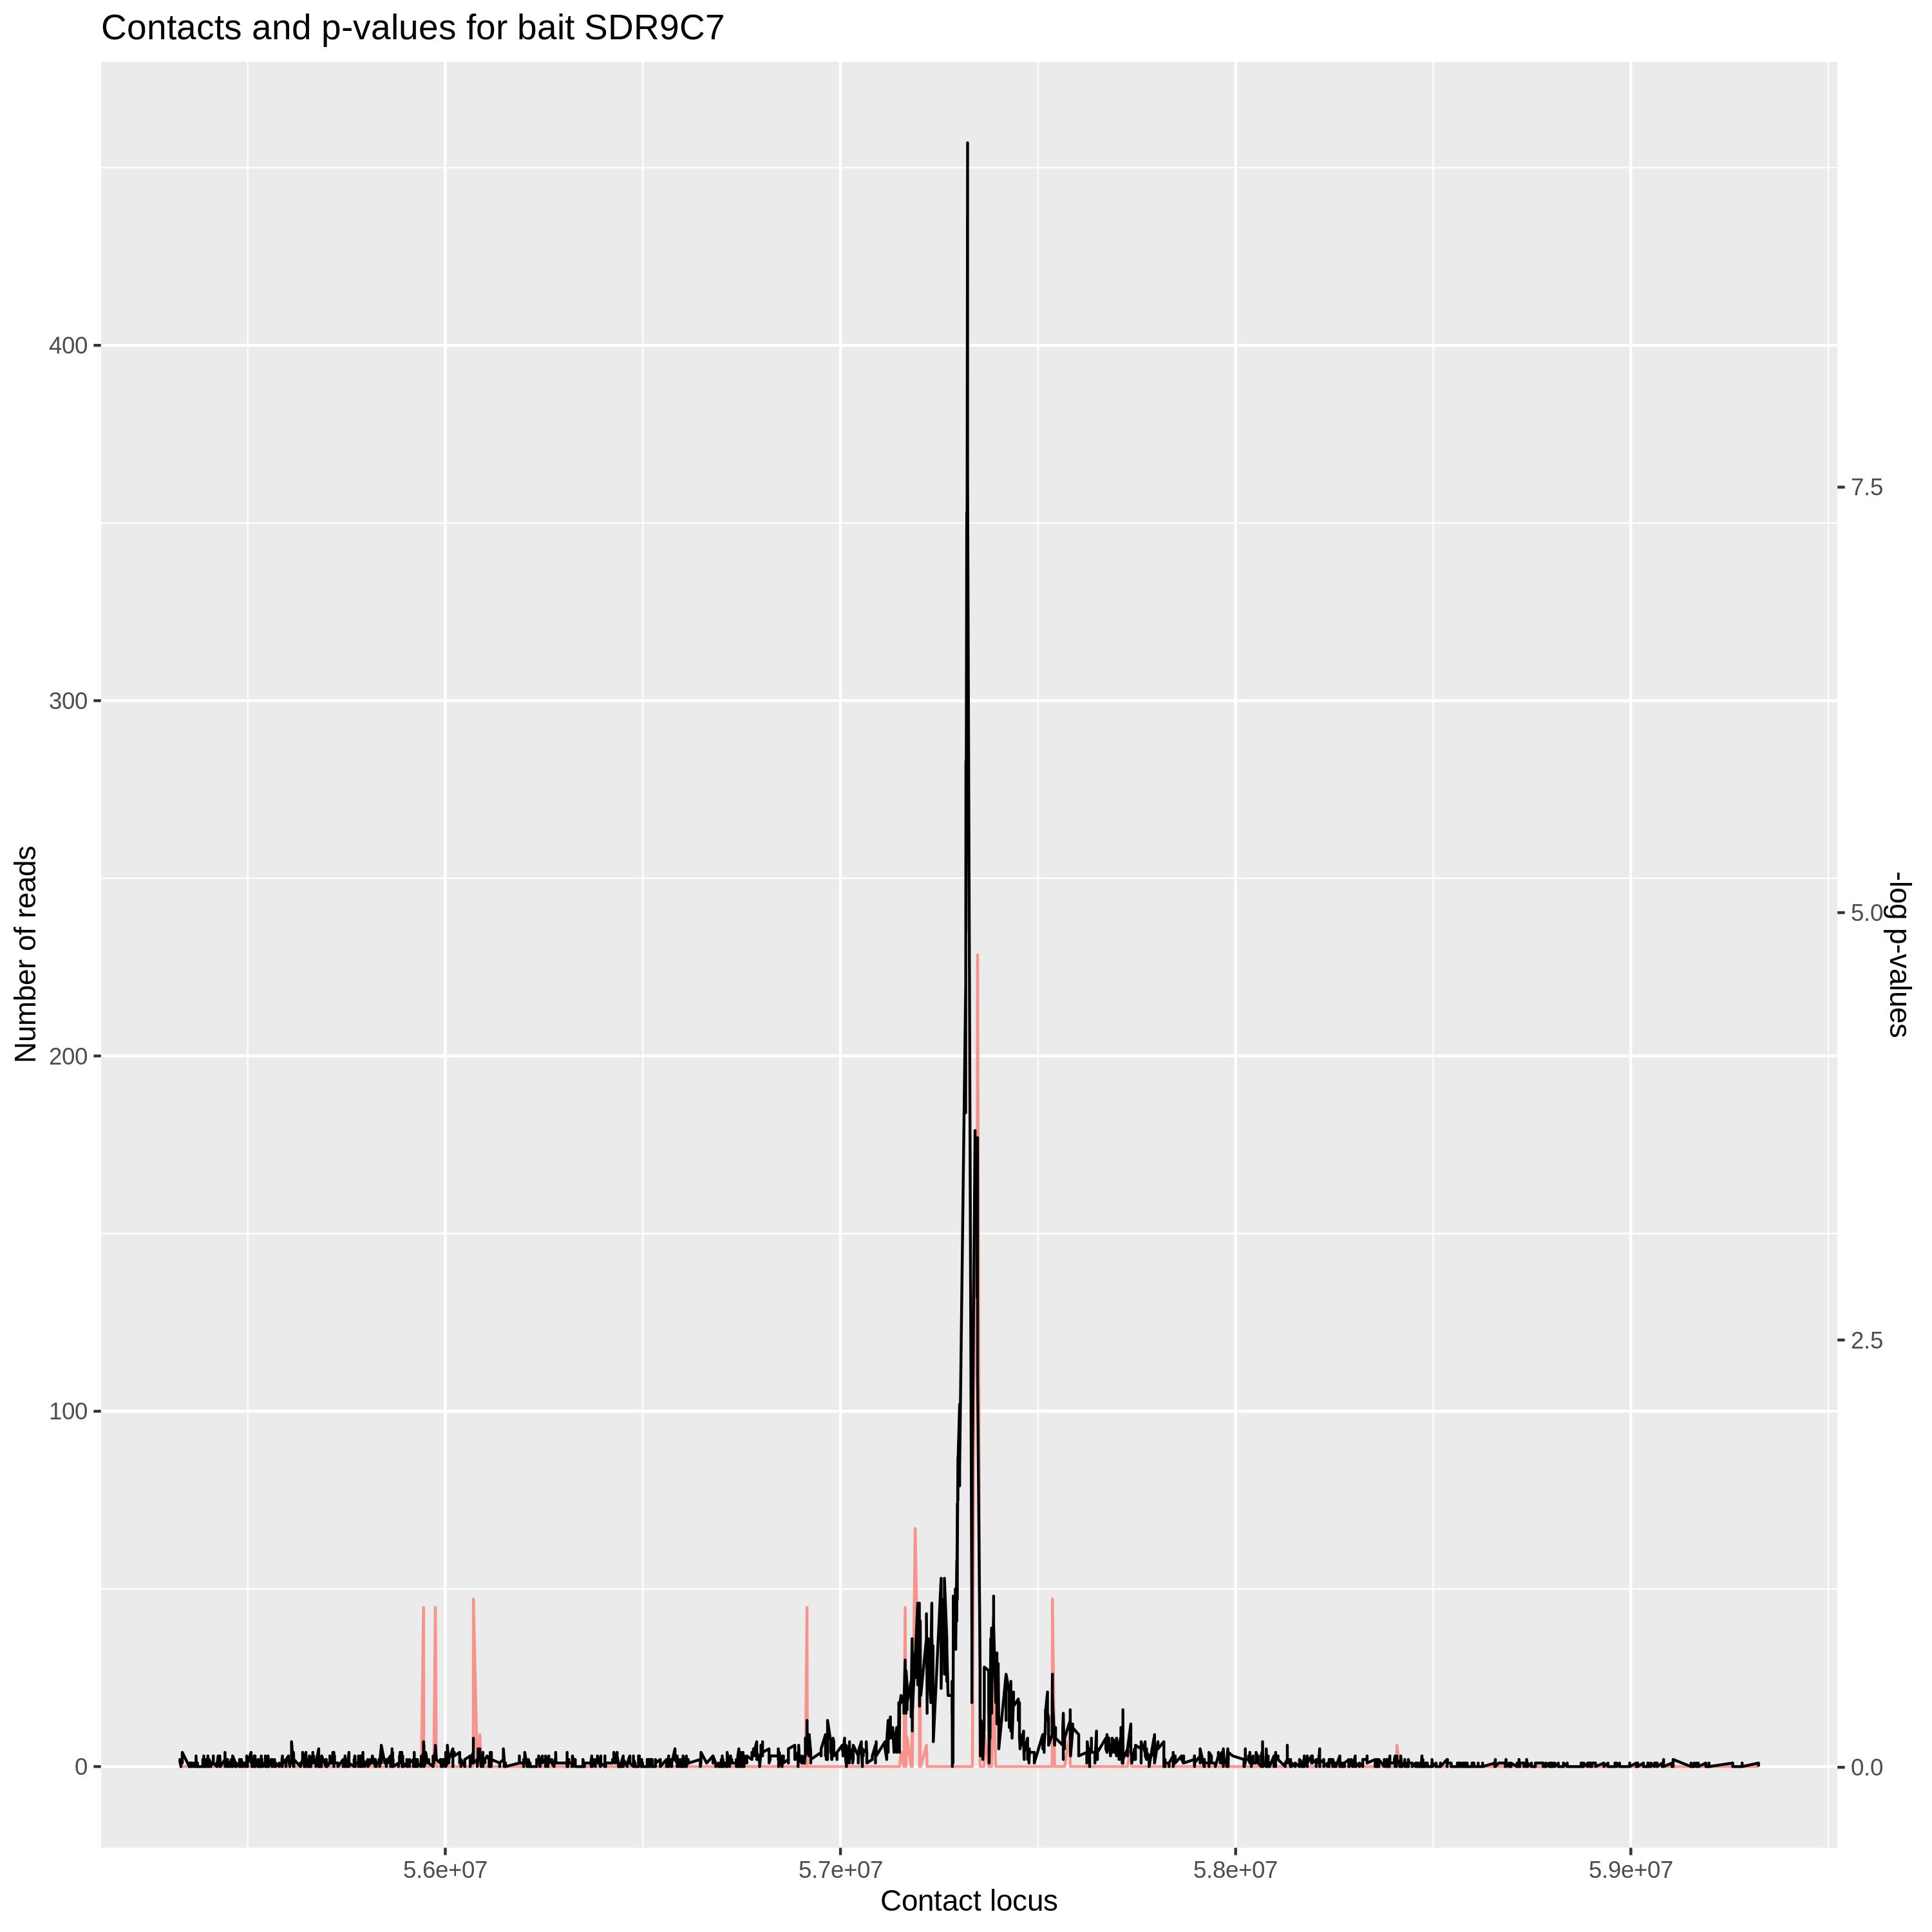 Contacts and p-values for bait SDR9C7
Number of reads
400
300
200
100
0
7.5
5.0
2.5
0.0
-log p-values
5.6e+07 5.7e+07 5.8e+07 5.9e+07
Contact locus